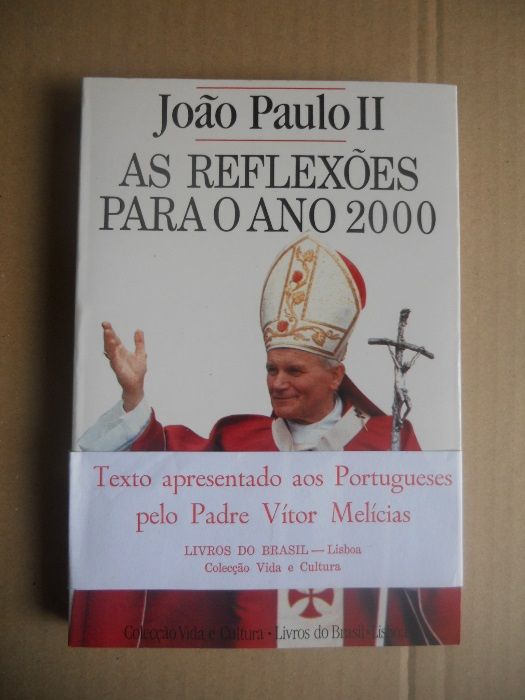 João Paulo II
AS REFLEXÕES
PARA O ANO 2000
Texto apresentado aos Portugueses
pelo Padre Vítor Melícias
LIVROS DO BRASIL — Lisboa
Colecção Vida e Cultura
Colecção Vida e Cultura • Livros do Brasil • Lisboa